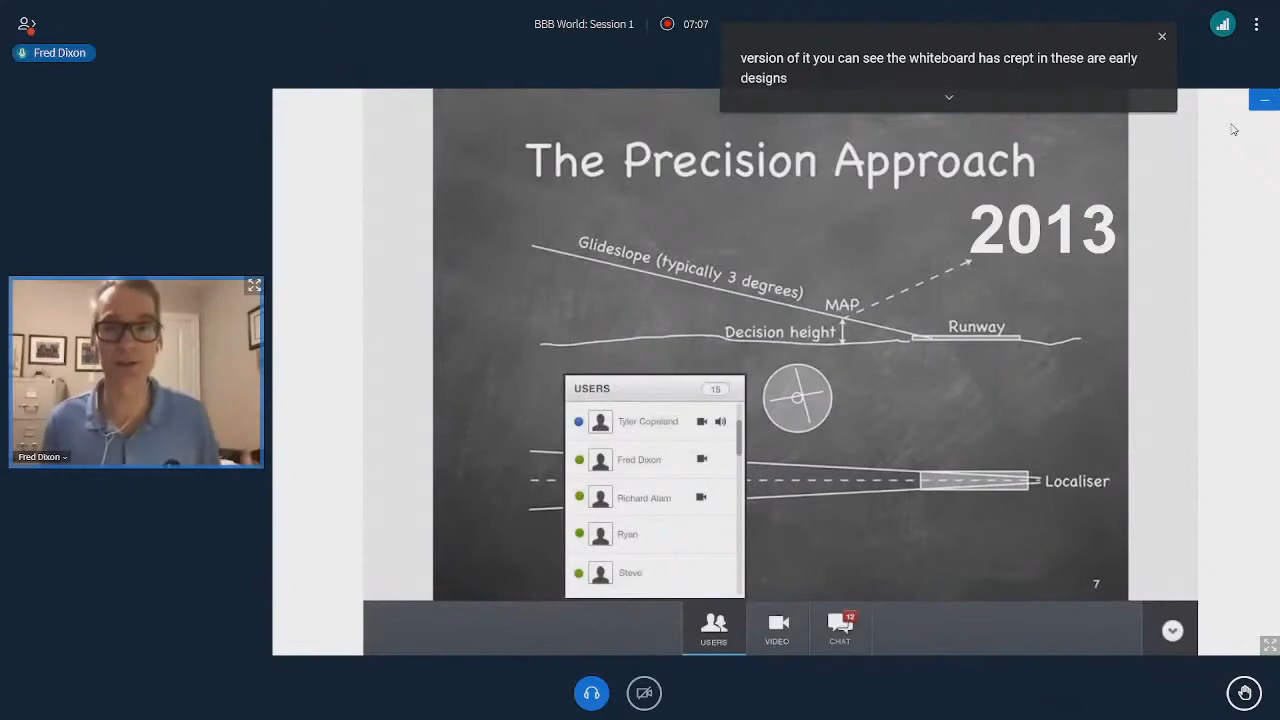 BBB World: Session 1
07:07
Fred Dixon
version of it you can see the whiteboard has crept in these are early
designs
The Precision Approach
2013
Glideslope (typically 3 degrees)
MAP
Decision height
Runway
USERS 15
Tyler Copeland
Fred Dixon
Richard Alam
Ryan
Steve
Localiser
Fred Dixon
7
USERS
VIDEO
CHAT
12